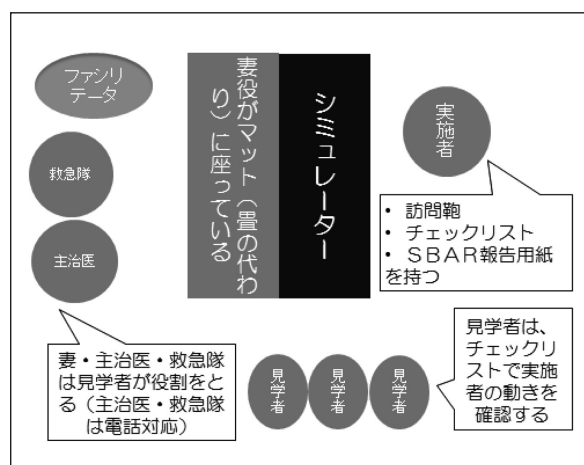 ファシリ
テータ
救急隊
主治医
妻役がマット（畳の代わ
り）に座っている
シミュレーター
実施者
• 訪問鞄
• チェックリスト
• ＳＢＡＲ報告用紙
を持つ
妻・主治医・救急隊
は見学者が役割をと
る（主治医・救急隊
は電話対応）
見学者
見学者
見学者
見学者は、
チェックリ
ストで実施
者の動きを
確認する